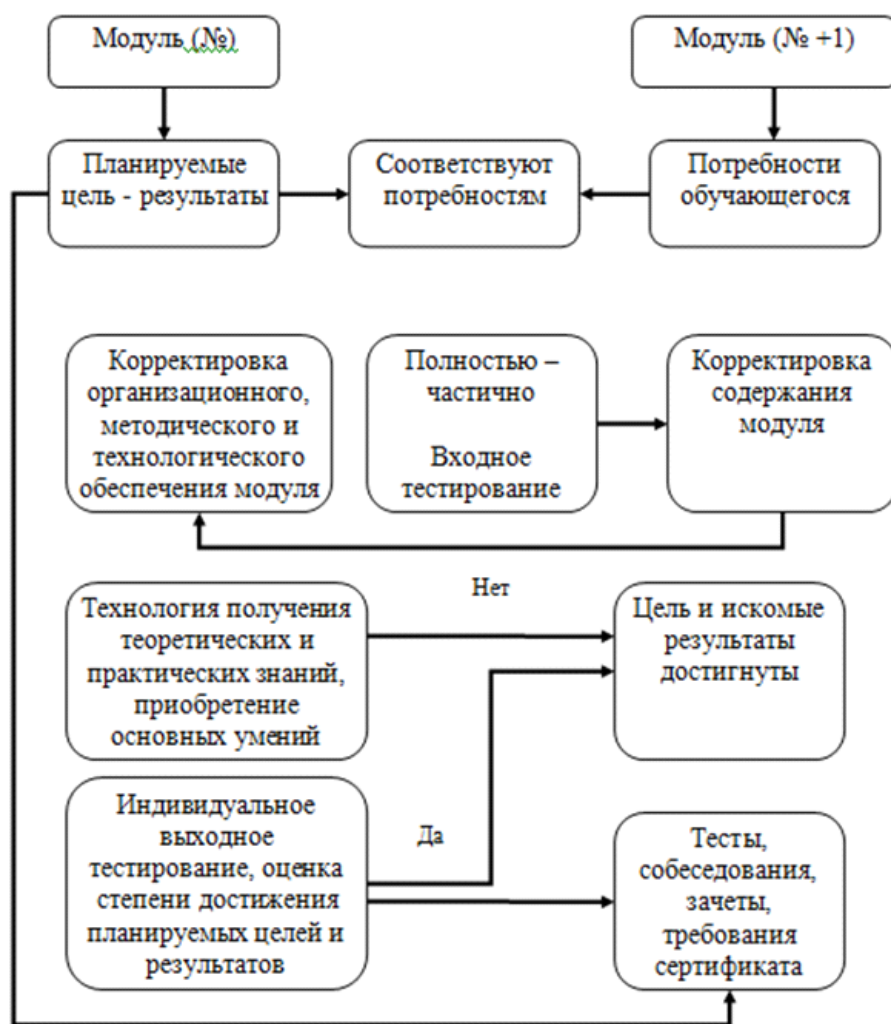 Модуль (№)
Модуль (№ +1)
Планируемые
цель - результаты
Соответствуют
потребностям
Потребности
обучающегося
Корректировка
организационного,
методического и
технологического
обеспечения модуля
Полностью –
частично
Входное
тестирование
Корректировка
содержания
модуля
Нет
Технология получения
теоретических и
практических знаний,
приобретение
основных умений
Цель и искомые
результаты
достигнуты
Индивидуальное
выходное
тестирование, оценка
степени достижения
планируемых целей и
результатов
Да
Тесты,
собеседования,
зачеты,
требования
сертификата